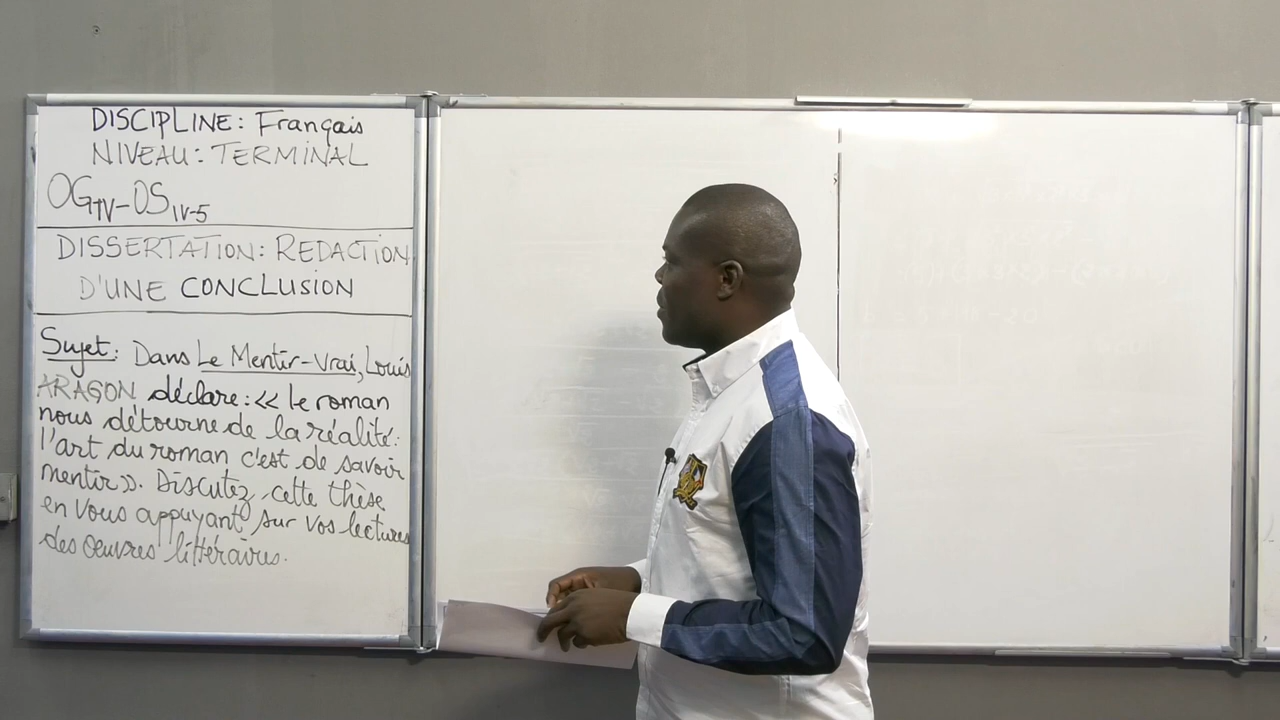 DISCIPLINE: Français
NIVEAU: TERMINAL
OGIV-OSIV-5
DISSERTATION: REDACTION
D'UNE CONCLUSION
Sujet: Dans Le Mentir-Vrai, Louis
ARAGON déclare: << le roman
nous détourne de la réalité:
l'art du roman c'est de savoir
mentir>>. Discutez cette thèse
en vous appuyant sur vos lectures
des œuvres littéraires.